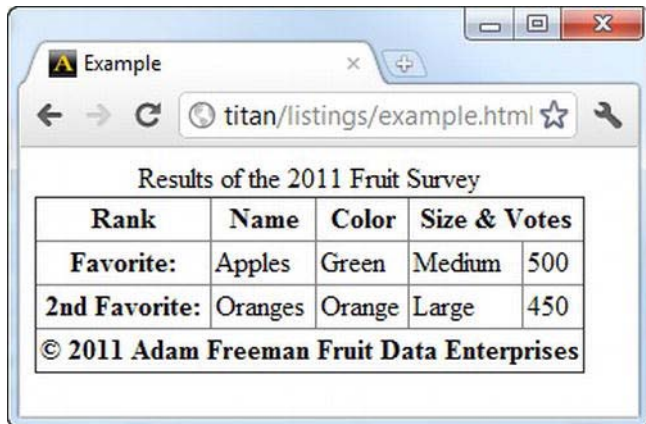 Example
titan/listings/example.html
Results of the 2011 Fruit Survey
Rank Name Color Size & Votes
Favorite: Apples Green Medium 500
2nd Favorite: Oranges Orange Large 450
© 2011 Adam Freeman Fruit Data Enterprises